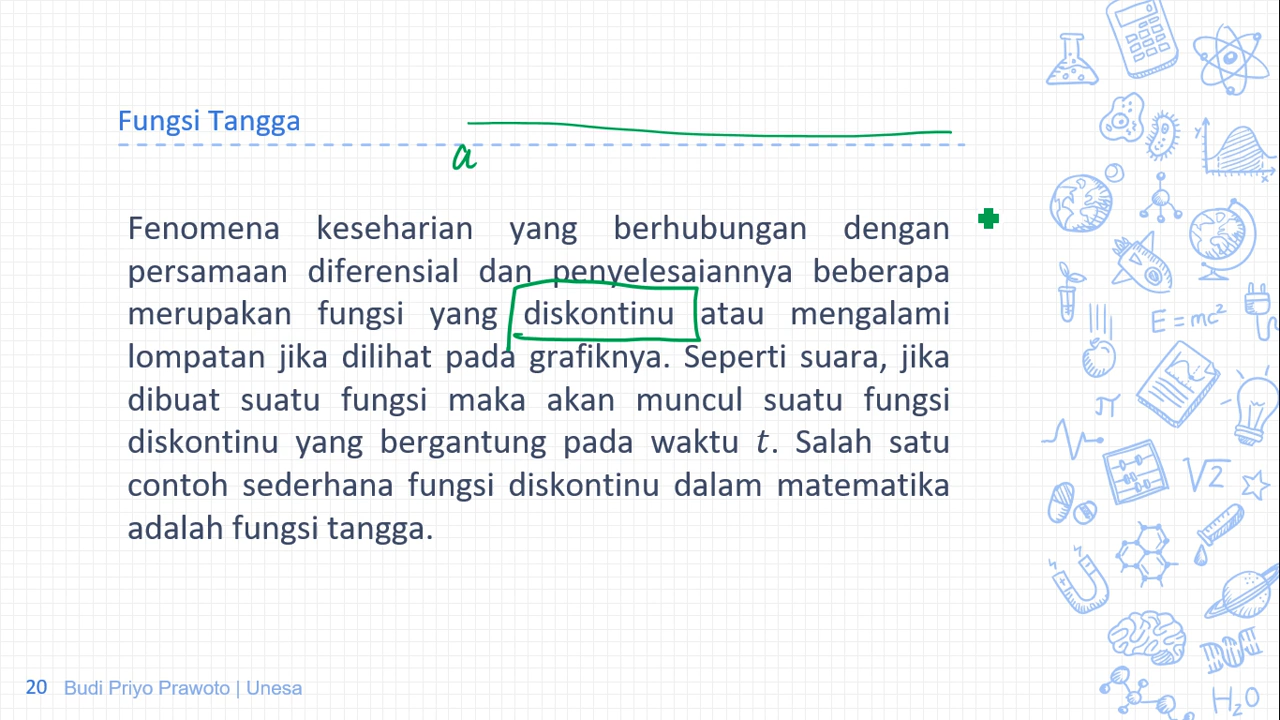 Fungsi Tangga
a
Fenomena keseharian yang berhubungan dengan
persamaan diferensial dan penyelesaiannya beberapa
merupakan fungsi yang diskontinu atau mengalami
lompatan jika dilihat pada grafiknya. Seperti suara, jika
dibuat suatu fungsi maka akan muncul suatu fungsi
diskontinu yang bergantung pada waktu t. Salah satu
contoh sederhana fungsi diskontinu dalam matematika
adalah fungsi tangga.
y
x
E = mc²
π
√2
H₂O
20 Budi Priyo Prawoto | Unesa